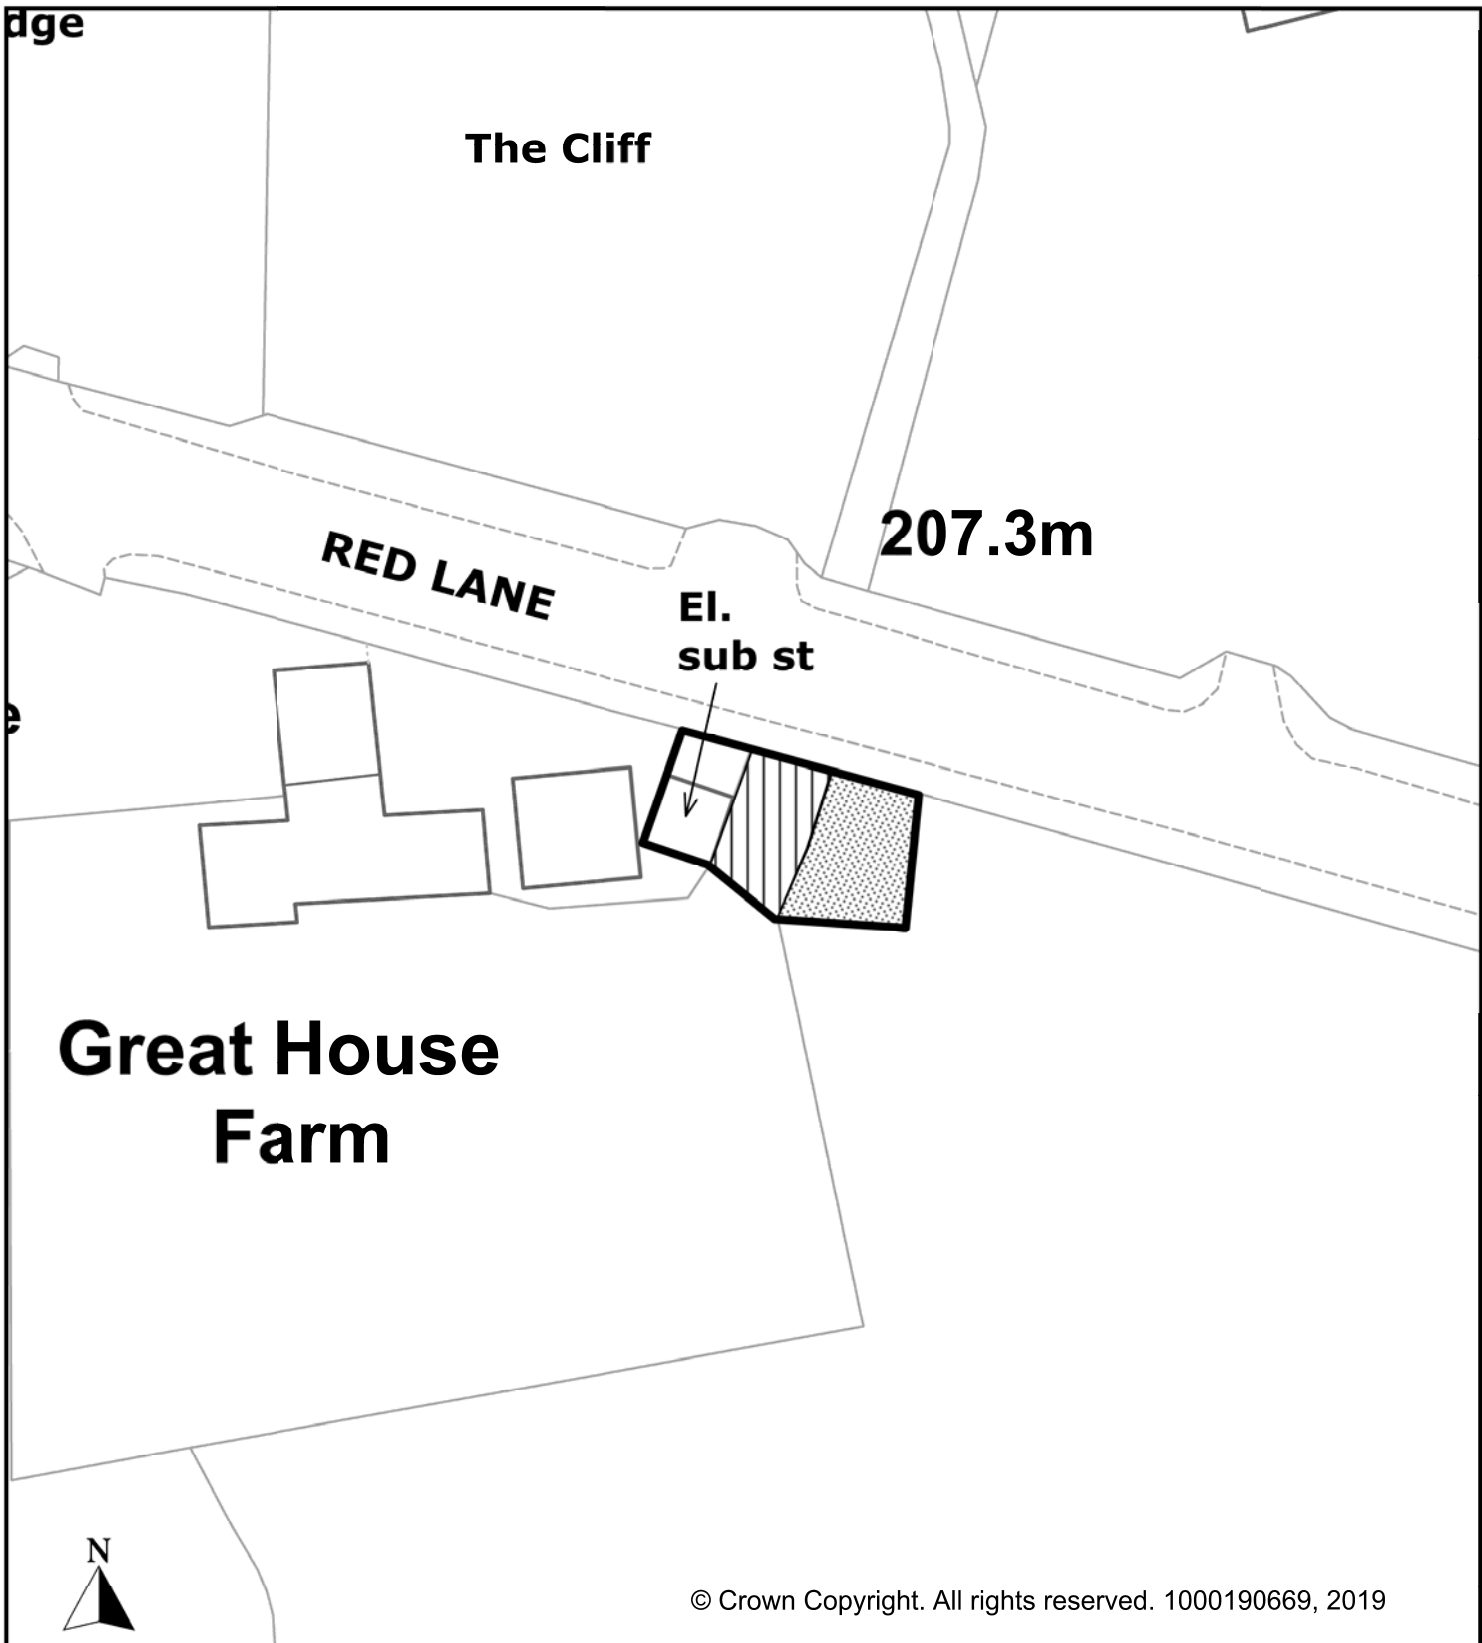 dge
The Cliff
207.3m
RED LANE
El.
sub st
e
Great House
Farm
N
© Crown Copyright. All rights reserved. 1000190669, 2019